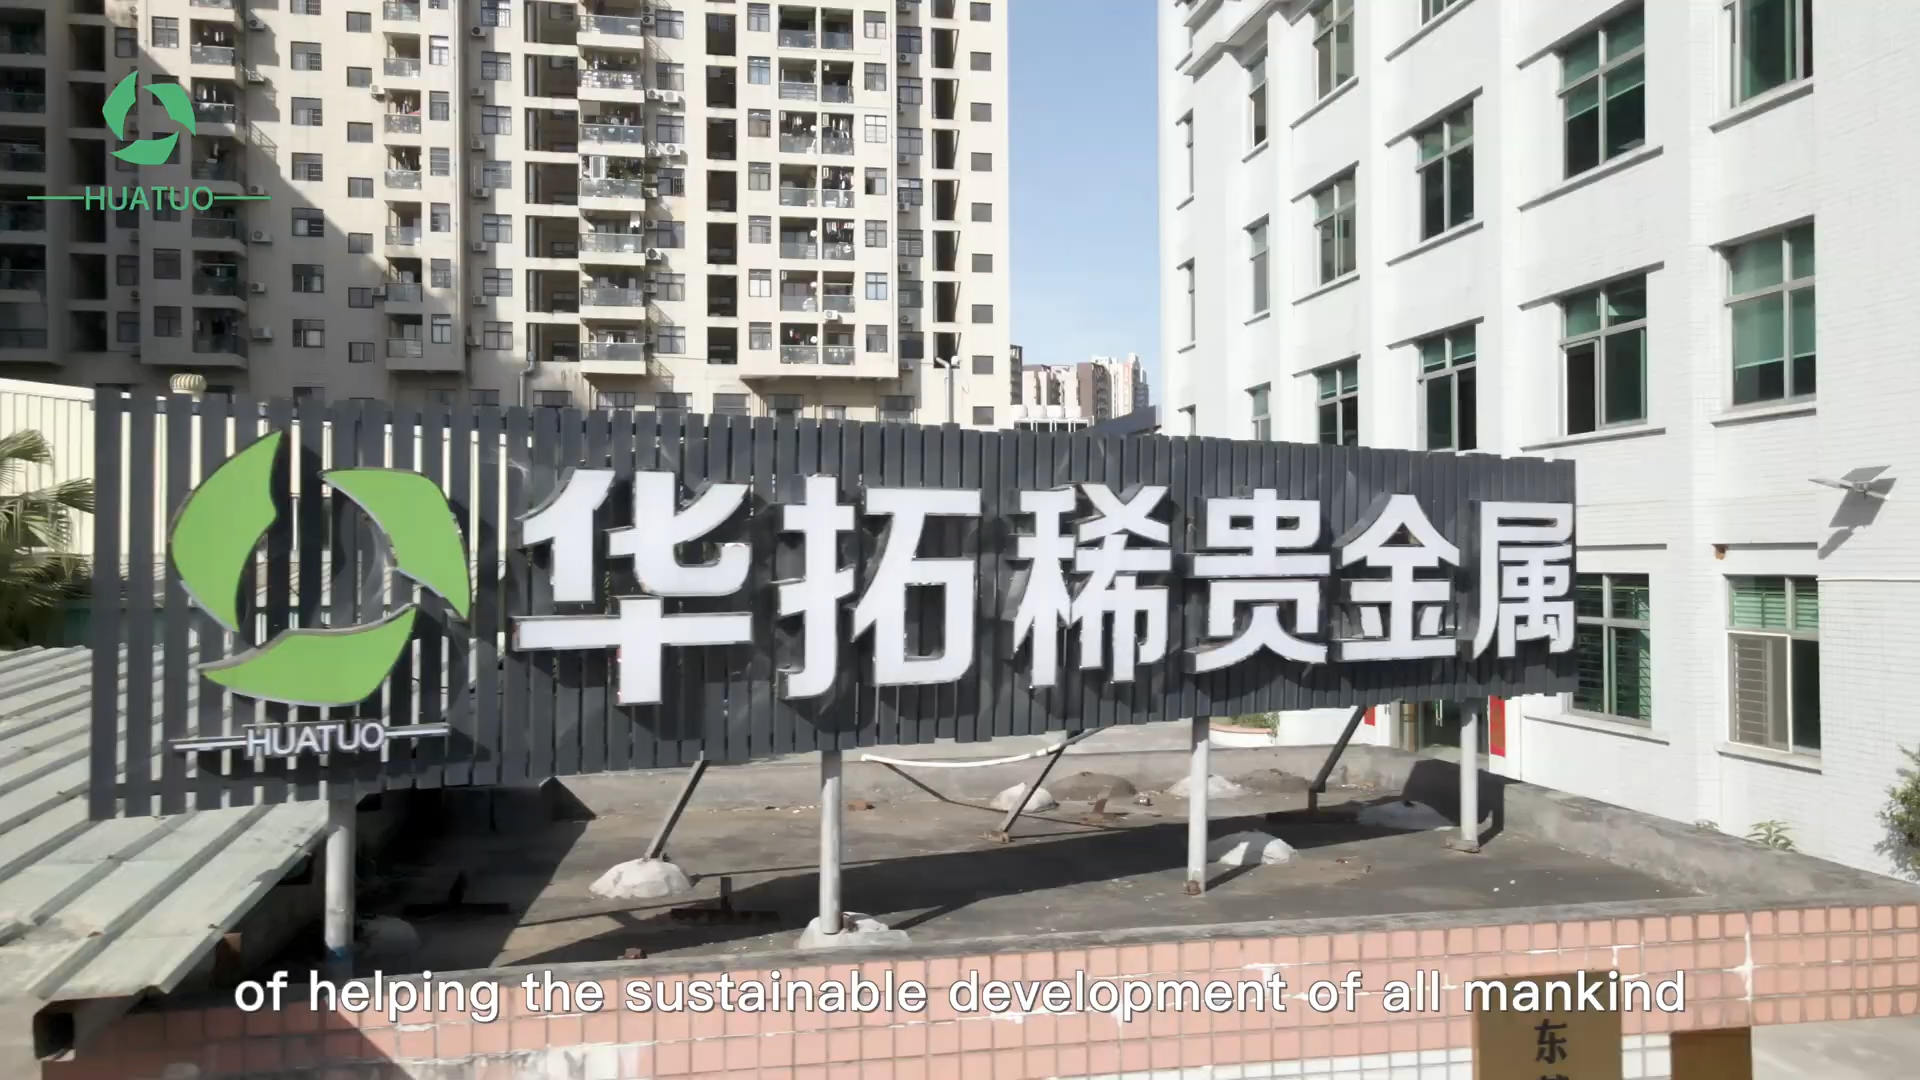 HUATUO
华拓稀贵金属
HUATUO
of helping the sustainable development of all mankind
东